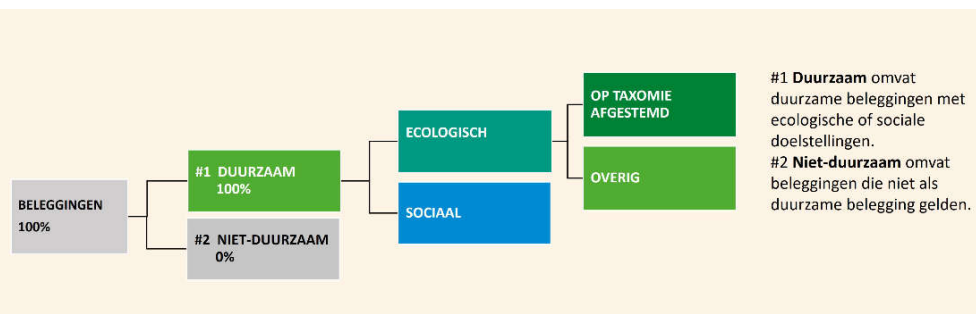 BELEGGINGEN
100%
#1 DUURZAAM
100%
#2 NIET-DUURZAAM
0%
ECOLOGISCH
SOCIAAL
OP TAXOMIE
AFGESTEMD
OVERIG
#1 Duurzaam omvat
duurzame beleggingen met
ecologische of sociale
doelstellingen.
#2 Niet-duurzaam omvat
beleggingen die niet als
duurzame belegging gelden.